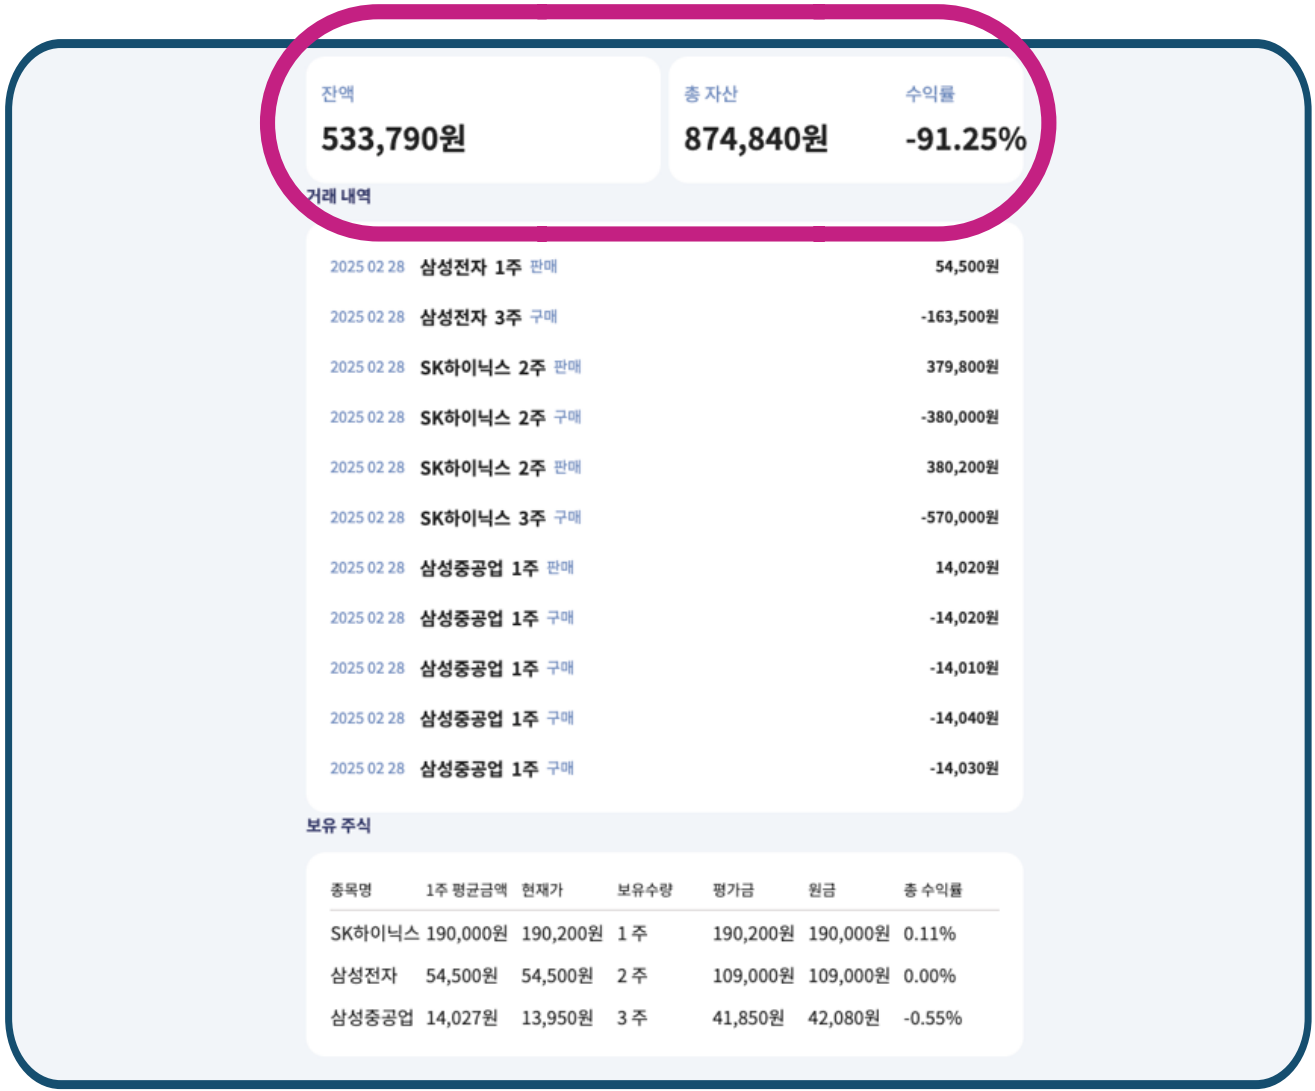 잔액 총 자산 수익률
533,790원 874,840원 -91.25%
거래 내역
2025 02 28 삼성전자 1주 판매 54,500원
2025 02 28 삼성전자 3주 구매 -163,500원
2025 02 28 SK하이닉스 2주 판매 379,800원
2025 02 28 SK하이닉스 2주 구매 -380,000원
2025 02 28 SK하이닉스 2주 판매 380,200원
2025 02 28 SK하이닉스 3주 구매 -570,000원
2025 02 28 삼성중공업 1주 판매 14,020원
2025 02 28 삼성중공업 1주 구매 -14,020원
2025 02 28 삼성중공업 1주 구매 -14,010원
2025 02 28 삼성중공업 1주 구매 -14,040원
2025 02 28 삼성중공업 1주 구매 -14,030원
보유 주식
종목명 1주 평균금액 현재가 보유수량 평가금 원금 총 수익률
SK하이닉스 190,000원 190,200원 1 주 190,200원 190,000원 0.11%
삼성전자 54,500원 54,500원 2 주 109,000원 109,000원 0.00%
삼성중공업 14,027원 13,950원 3 주 41,850원 42,080원 -0.55%